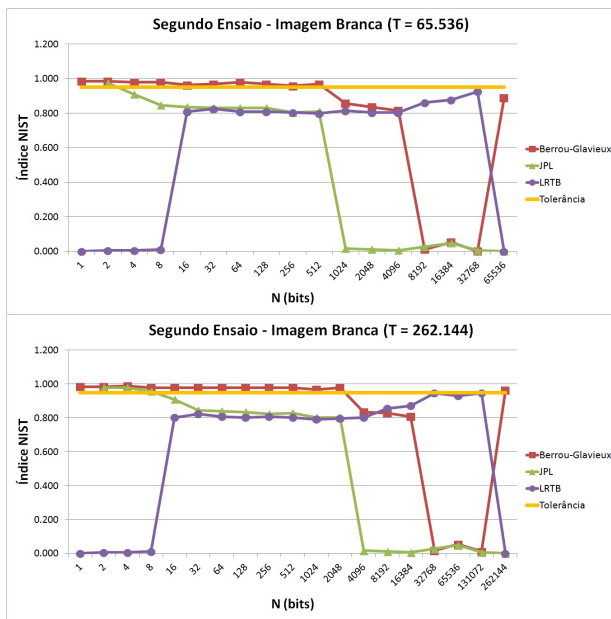 Segundo Ensaio - Imagem Branca (T = 65.536)
1.200
1.000
0.800
0.600
0.400
0.200
0.000
Índice NIST
1 2 4 8 16 32 64 128 256 512 1024 2048 4096 8192 16384 32768 65536
N (bits)
Berrou-Glavieux
JPL
LRTB
Tolerância
Segundo Ensaio - Imagem Branca (T = 262.144)
1.200
1.000
0.800
0.600
0.400
0.200
0.000
Índice NIST
1 2 4 8 16 32 64 128 256 512 1024 2048 4096 8192 16384 32768 65536 131072 262144
N (bits)
Berrou-Glavieux
JPL
LRTB
Tolerância